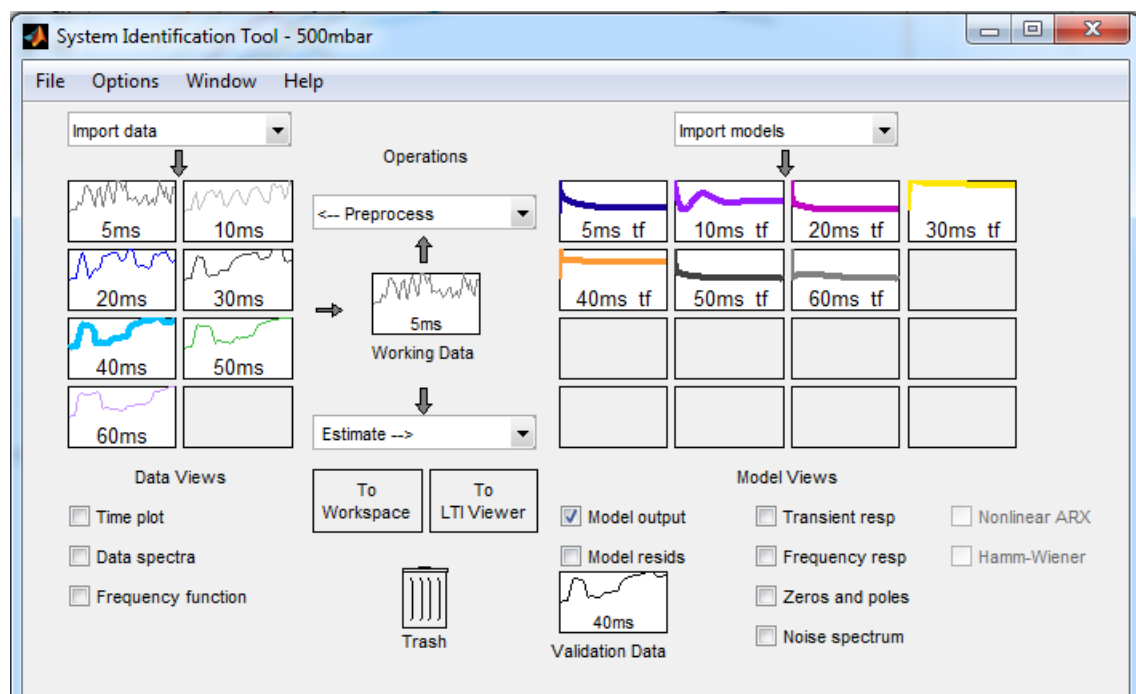 System Identification Tool - 500mbar
File Options Window Help
Import data
Import models
Operations
5ms 10ms
<-- Preprocess
5ms tf 10ms tf 20ms tf 30ms tf
20ms 30ms
5ms
Working Data
40ms tf 50ms tf 60ms tf
40ms 50ms
60ms
Estimate -->
Data Views
To
Workspace
To
LTI Viewer
Model Views
Time plot
Data spectra
Frequency function
Trash
Model output
Model resids
40ms
Validation Data
Transient resp
Frequency resp
Zeros and poles
Noise spectrum
Nonlinear ARX
Hamm-Wiener